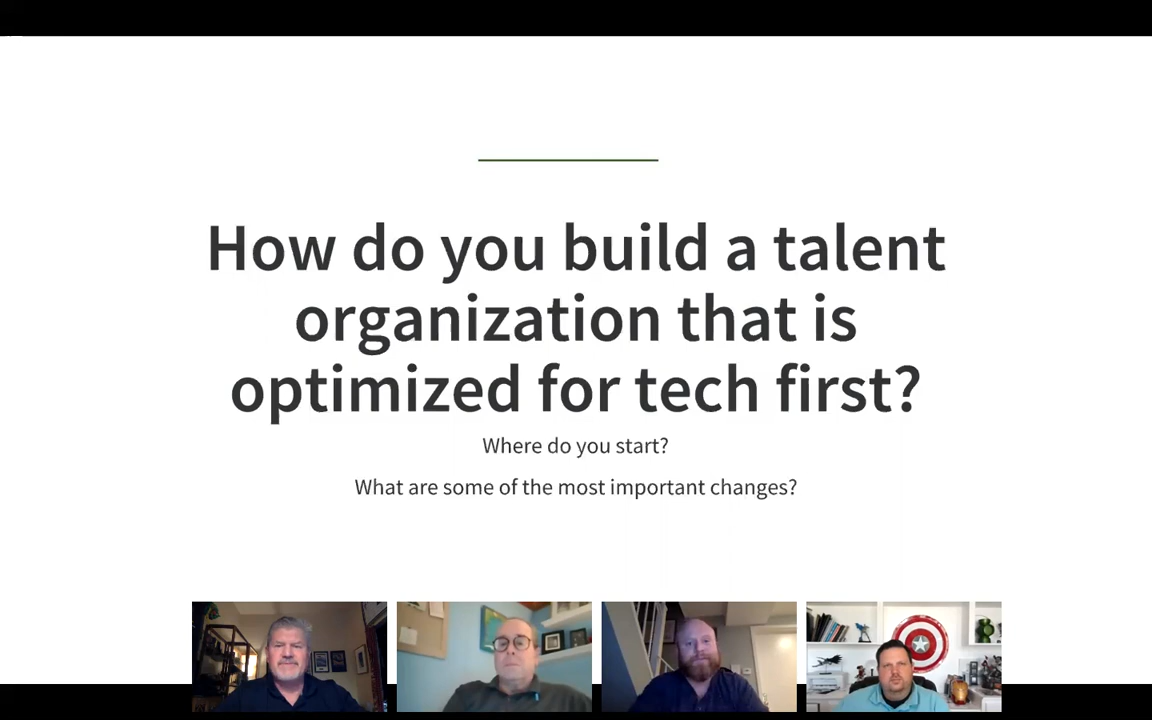 How do you build a talent
organization that is
optimized for tech first?
Where do you start?
What are some of the most important changes?